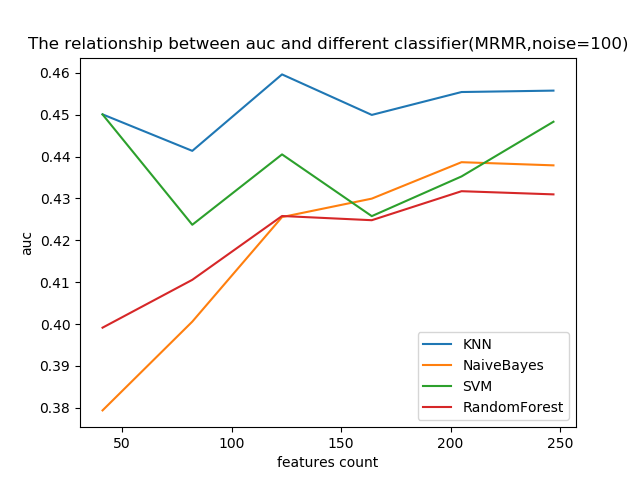 The relationship between auc and different classifier(MRMR,noise=100)
0.46
0.45
0.44
0.43
0.42
0.41
0.40
0.39
0.38
auc
KNN
NaiveBayes
SVM
RandomForest
50
100
150
200
250
features count